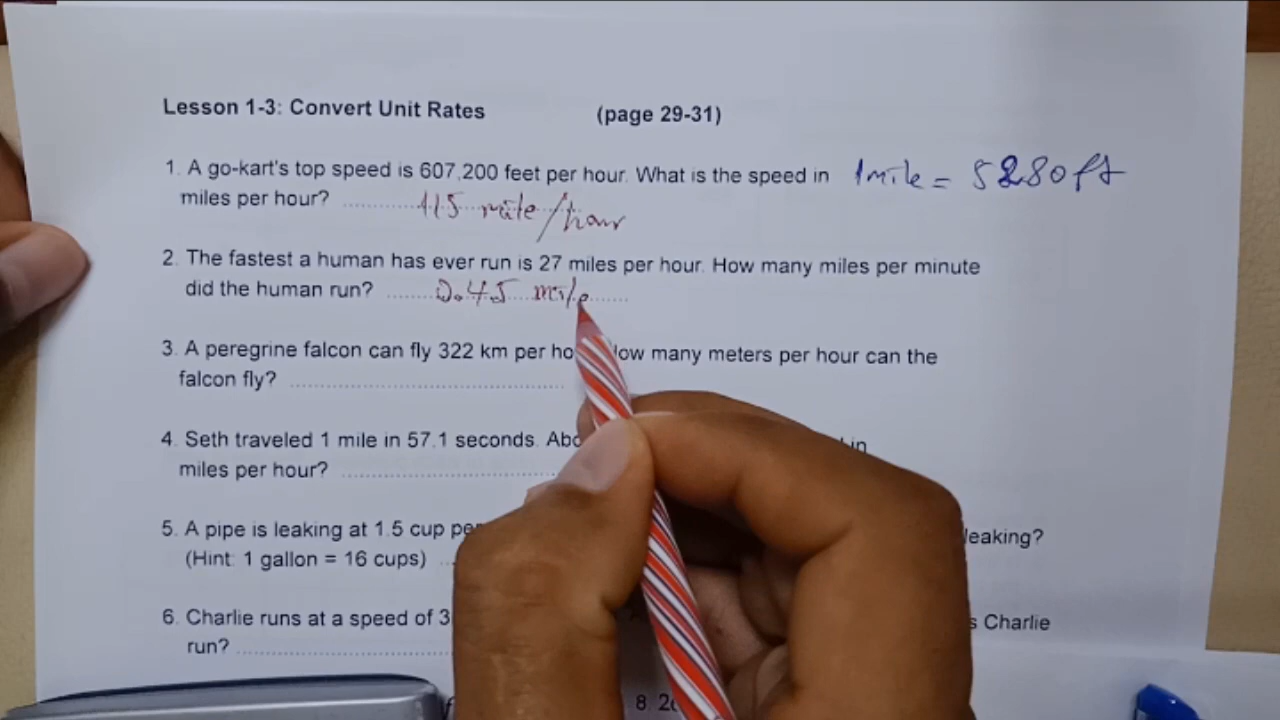 Lesson 1-3: Convert Unit Rates (page 29-31)
1. A go-kart's top speed is 607,200 feet per hour. What is the speed in 1mile = 5280ft
miles per hour? 115 mile/hour
2. The fastest a human has ever run is 27 miles per hour. How many miles per minute
did the human run? 0.45 mile
3. A peregrine falcon can fly 322 km per ho ow many meters per hour can the
falcon fly?
4. Seth traveled 1 mile in 57.1 seconds. Abo in
miles per hour?
5. A pipe is leaking at 1.5 cup pe leaking?
(Hint: 1 gallon = 16 cups)
6. Charlie runs at a speed of 3 s Charlie
run?
8. 2